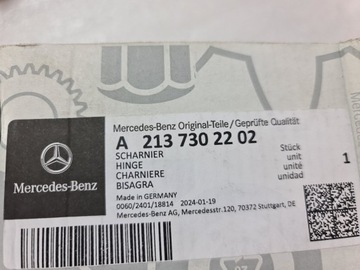 Mercedes-Benz
Mercedes-Benz Original-Teile / Geprüfte Qualität
A 213 730 22 02
SCHARNIER Stück
HINGE unit 1
CHARNIERE unité
BISAGRA unidad
Made in GERMANY
0060/2401/18814 2024-01-19
Mercedes-Benz AG, Mercedesstr.120, 70372 Stuttgart, DE